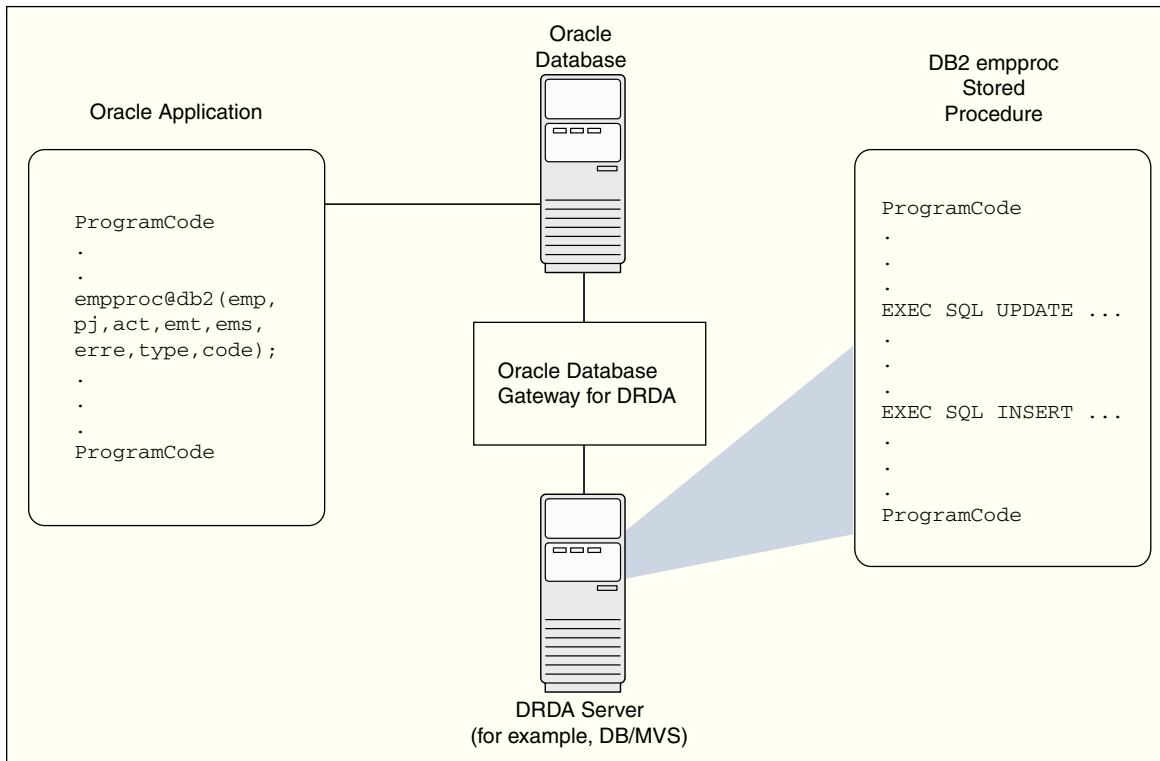 Oracle
Database
DB2 empproc
Stored
Procedure
Oracle Application
ProgramCode
.
.
empproc@db2(emp,
pj,act,emt,ems,
erre,type,code);
.
.
.
ProgramCode
Oracle Database
Gateway for DRDA
ProgramCode
.
.
.
EXEC SQL UPDATE ...
.
.
.
EXEC SQL INSERT ...
.
.
.
ProgramCode
DRDA Server
(for example, DB/MVS)